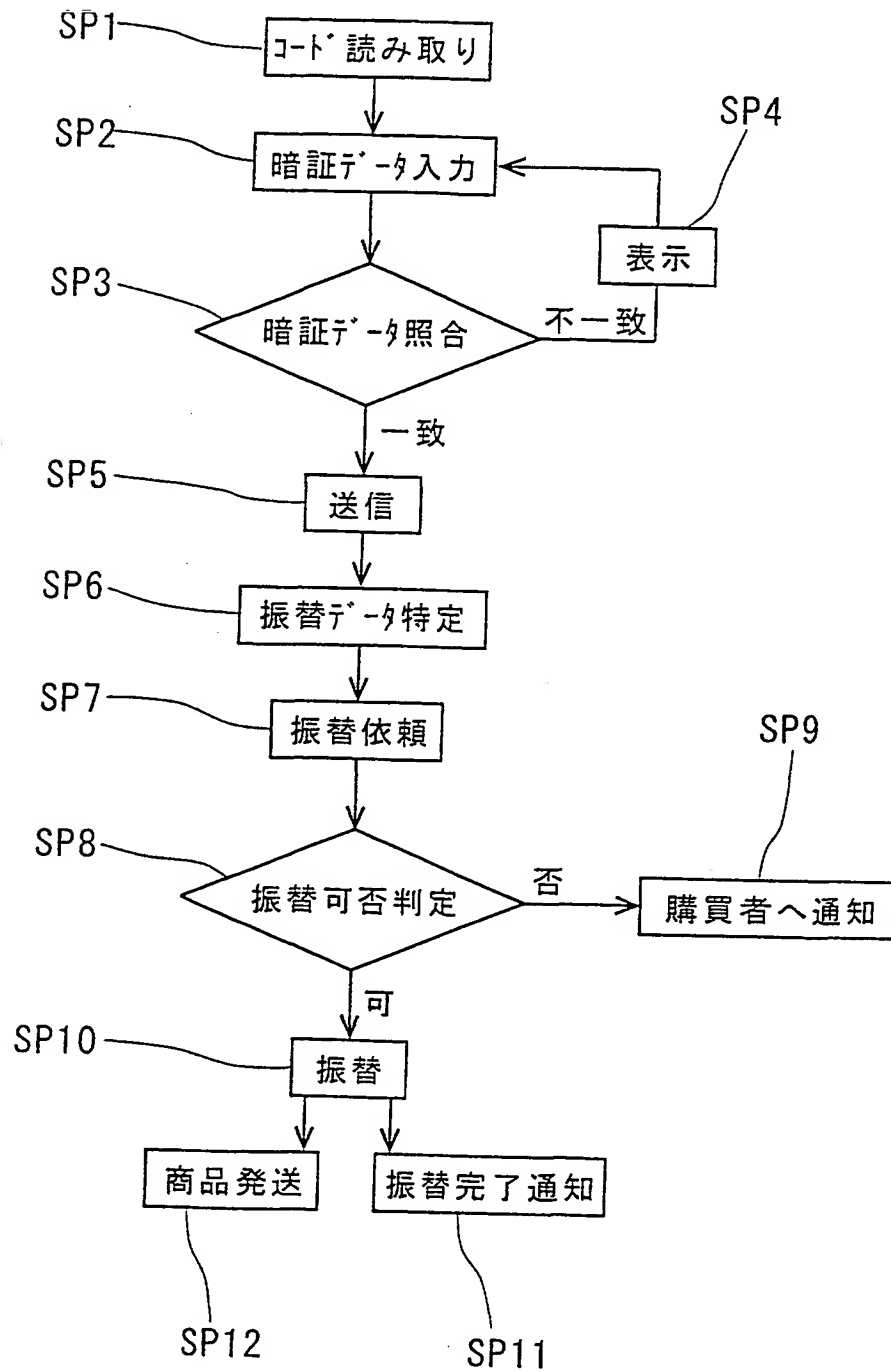 SP1
コード読み取り
SP2
暗証データ入力
SP4
表示
SP3
暗証データ照合
不一致
一致
SP5
送信
SP6
振替データ特定
SP7
振替依頼
SP9
SP8
振替可否判定
否
購買者へ通知
可
SP10
振替
商品発送
振替完了通知
SP12
SP11